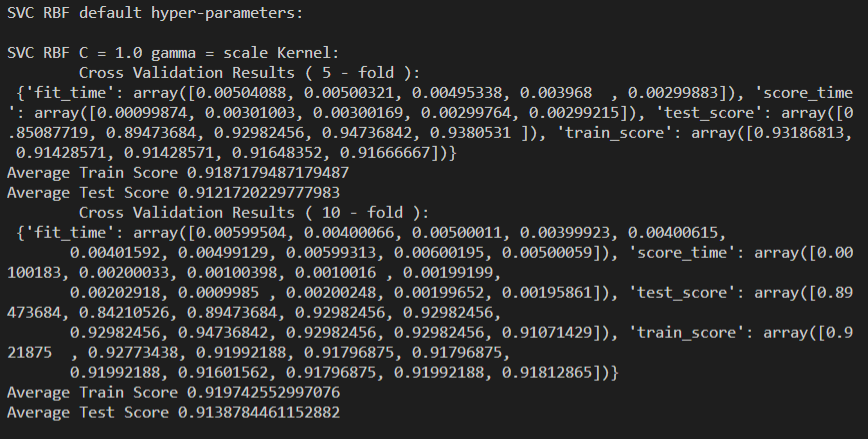 SVC RBF default hyper-parameters:
SVC RBF C = 1.0 gamma = scale Kernel:
Cross Validation Results ( 5 - fold ):
{'fit_time': array([0.00504088, 0.00500321, 0.00495338, 0.003968  , 0.00299883]), 'score_time
': array([0.00099874, 0.00301003, 0.00300169, 0.00299764, 0.00299215]), 'test_score': array([0
.85087719, 0.89473684, 0.92982456, 0.94736842, 0.9380531 ]), 'train_score': array([0.93186813,
0.91428571, 0.91428571, 0.91648352, 0.91666667])}
Average Train Score 0.9187179487179487
Average Test Score 0.9121720229777983
Cross Validation Results ( 10 - fold ):
{'fit_time': array([0.00599504, 0.00400066, 0.00500011, 0.00399923, 0.00400615,
0.00401592, 0.00499129, 0.00599313, 0.00600195, 0.00500059]), 'score_time': array([0.00
100183, 0.00200033, 0.00100398, 0.0010016 , 0.00199199,
0.00202918, 0.0009985 , 0.00200248, 0.00199652, 0.00195861]), 'test_score': array([0.89
473684, 0.84210526, 0.89473684, 0.92982456, 0.92982456,
0.92982456, 0.94736842, 0.92982456, 0.92982456, 0.91071429]), 'train_score': array([0.9
21875  , 0.92773438, 0.91992188, 0.91796875, 0.91796875,
0.91992188, 0.91601562, 0.91796875, 0.91992188, 0.91812865])}
Average Train Score 0.919742552997076
Average Test Score 0.9138784461152882